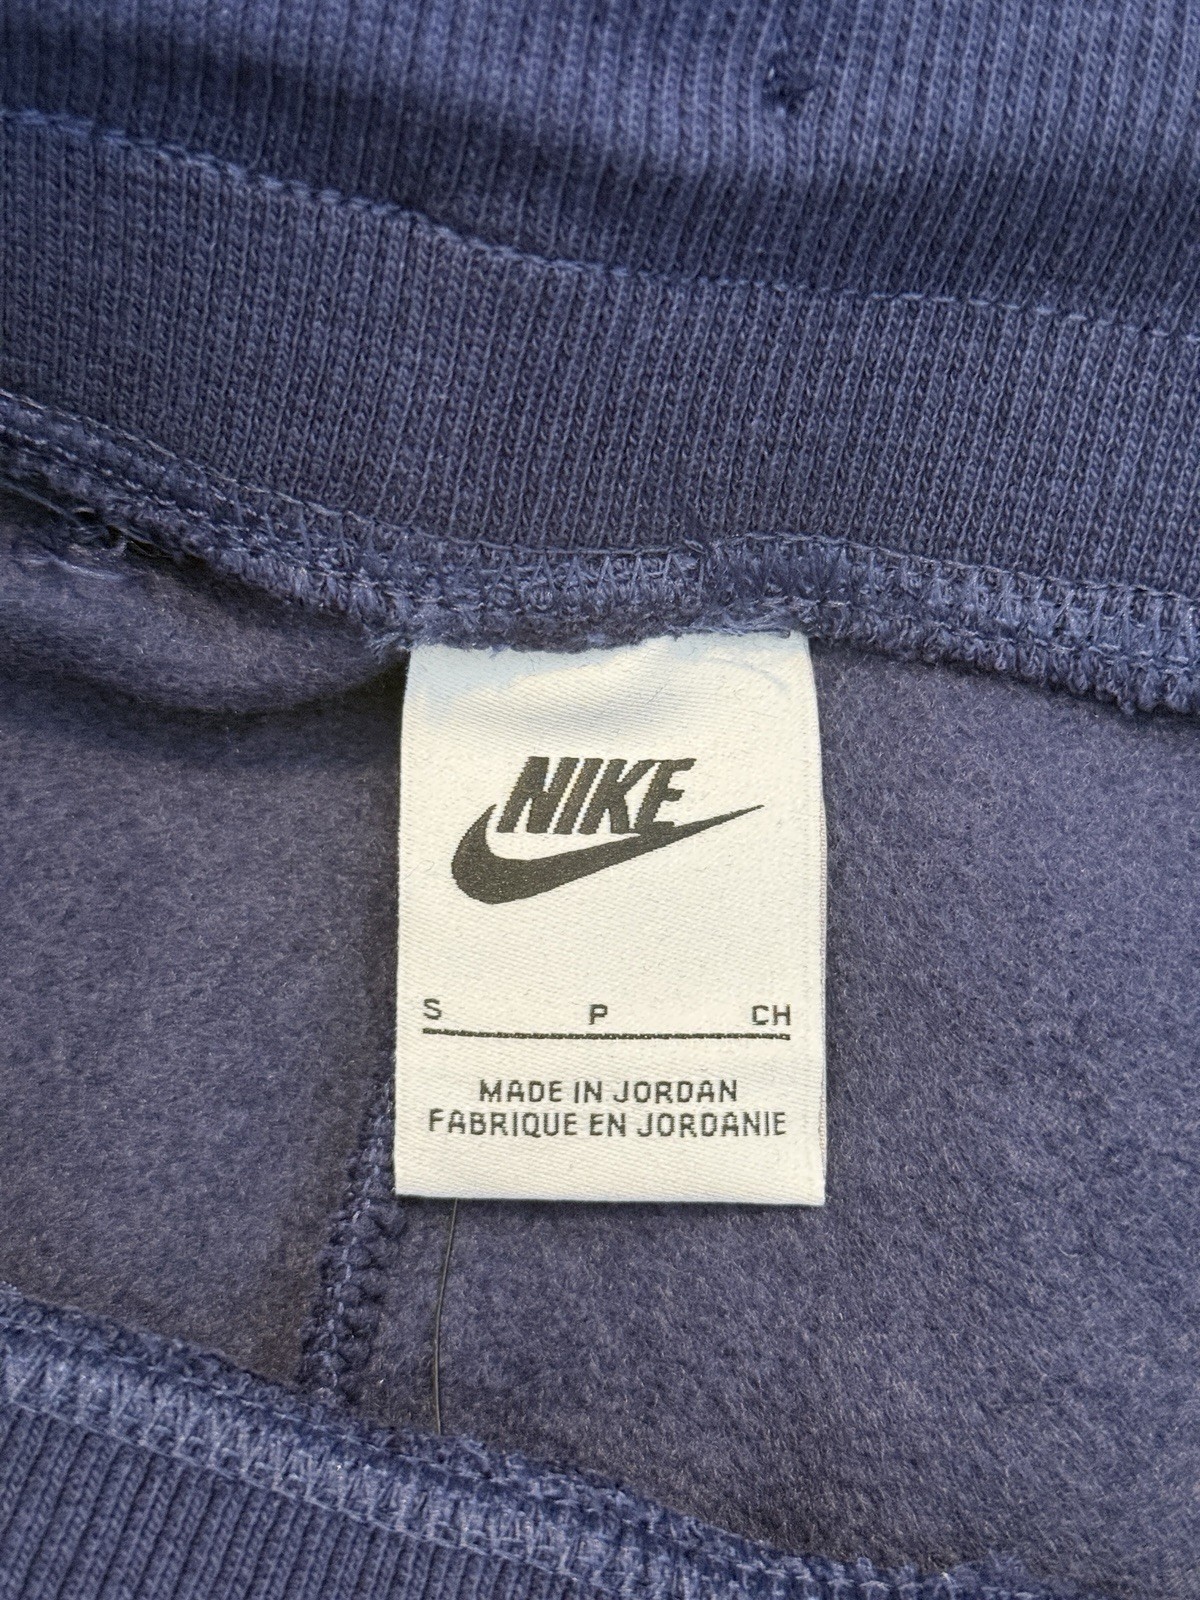 NIKE
S P CH
MADE IN JORDAN
FABRIQUE EN JORDANIE